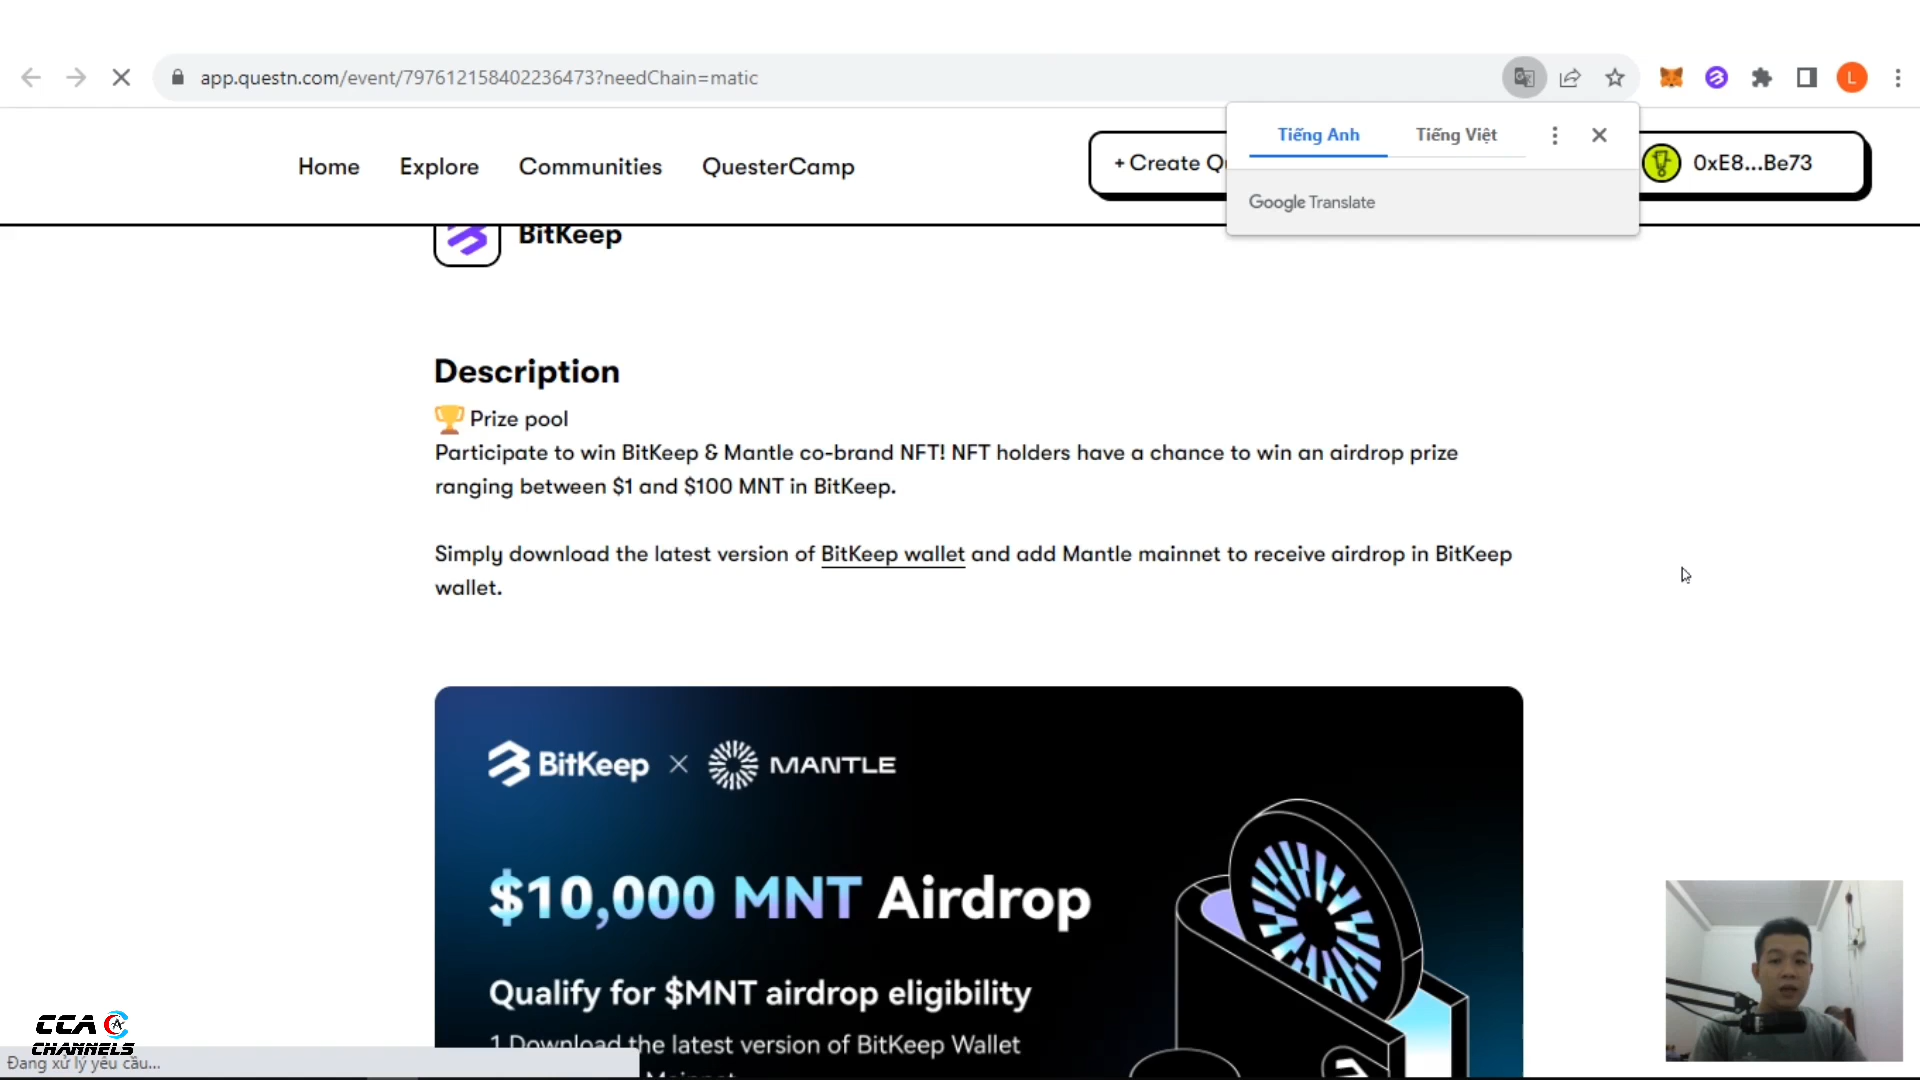 app.questn.com/event/797612158402236473?needChain=matic
L
Tiếng Anh
Tiếng Việt
Google Translate
Home
Explore
Communities
QuesterCamp
+ Create Qu
0xE8...Be73
BitKeep
Description
🏆 Prize pool
Participate to win BitKeep & Mantle co-brand NFT! NFT holders have a chance to win an airdrop prize
ranging between $1 and $100 MNT in BitKeep.
Simply download the latest version of BitKeep wallet and add Mantle mainnet to receive airdrop in BitKeep
wallet.
BitKeep × MANTLE
$10,000 MNT Airdrop
Qualify for $MNT airdrop eligibility
1 Download the latest version of BitKeep Wallet
Mainnet
CCA
CHANNELS
Đang xử lý yêu cầu...